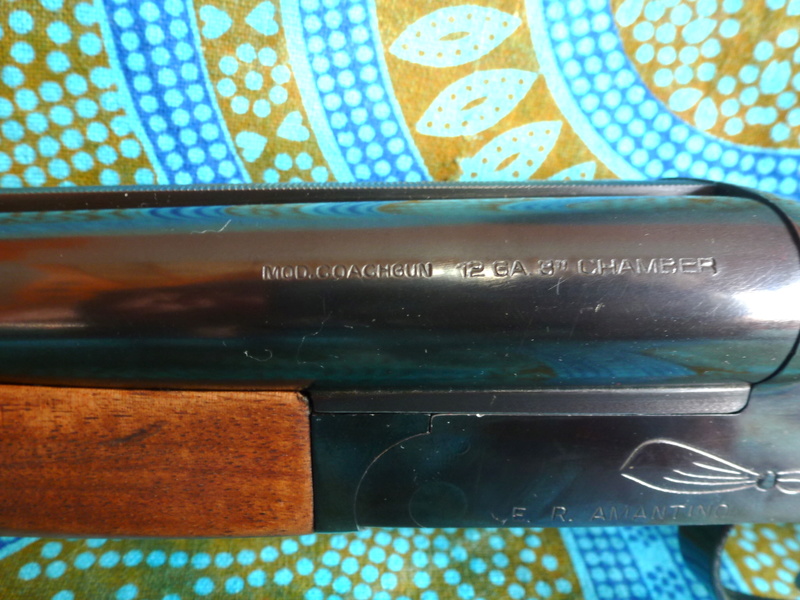 MOD.COACHGUN 12 GA 3" CHAMBER
E. R. AMANTINO